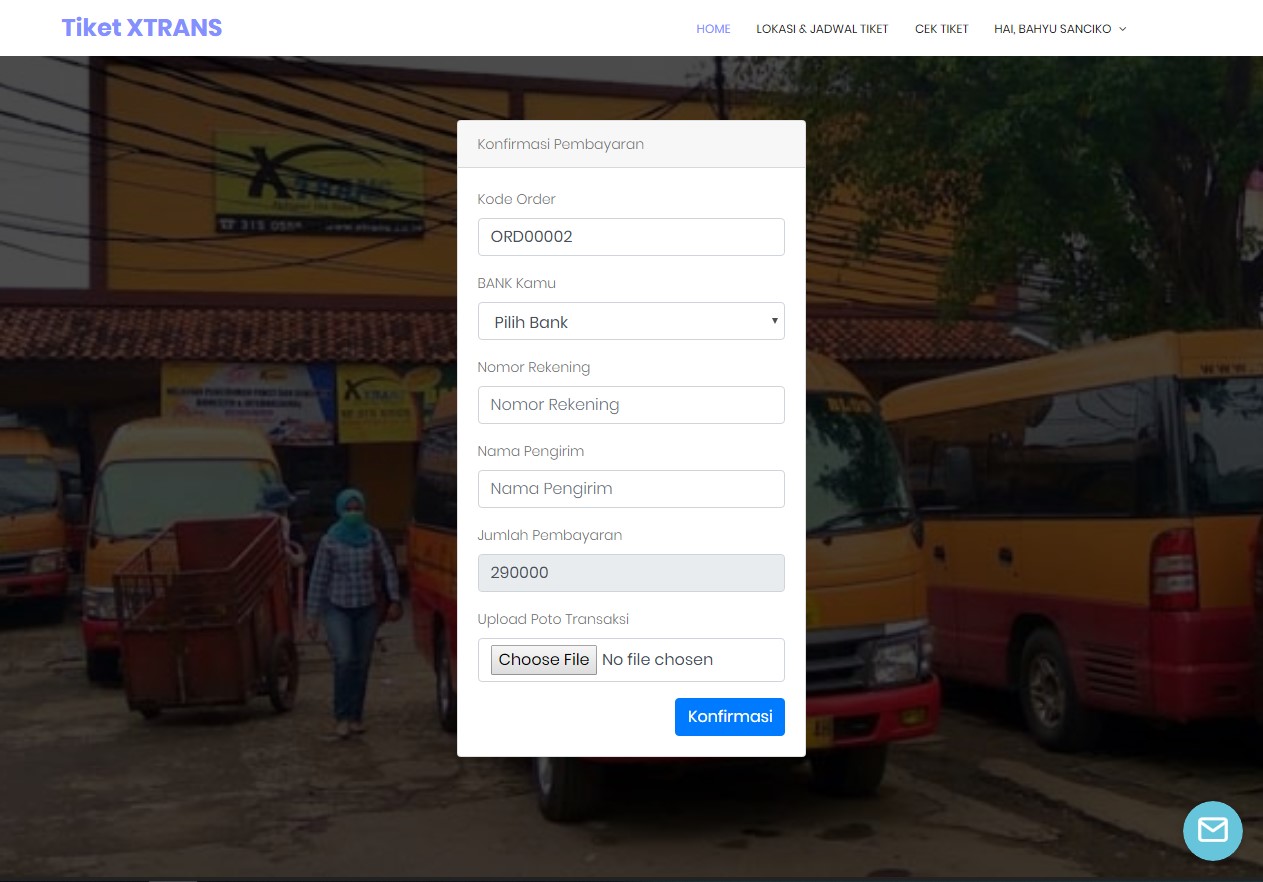 Tiket XTRANS
HOME
LOKASI & JADWAL TIKET
CEK TIKET
HAI, BAHYU SANCIKO
Konfirmasi Pembayaran
Kode Order
ORD00002
BANK Kamu
Pilih Bank
Nomor Rekening
Nomor Rekening
Nama Pengirim
Nama Pengirim
Jumlah Pembayaran
290000
Upload Poto Transaksi
Choose File No file chosen
Konfirmasi
XTRANS
XTRANS